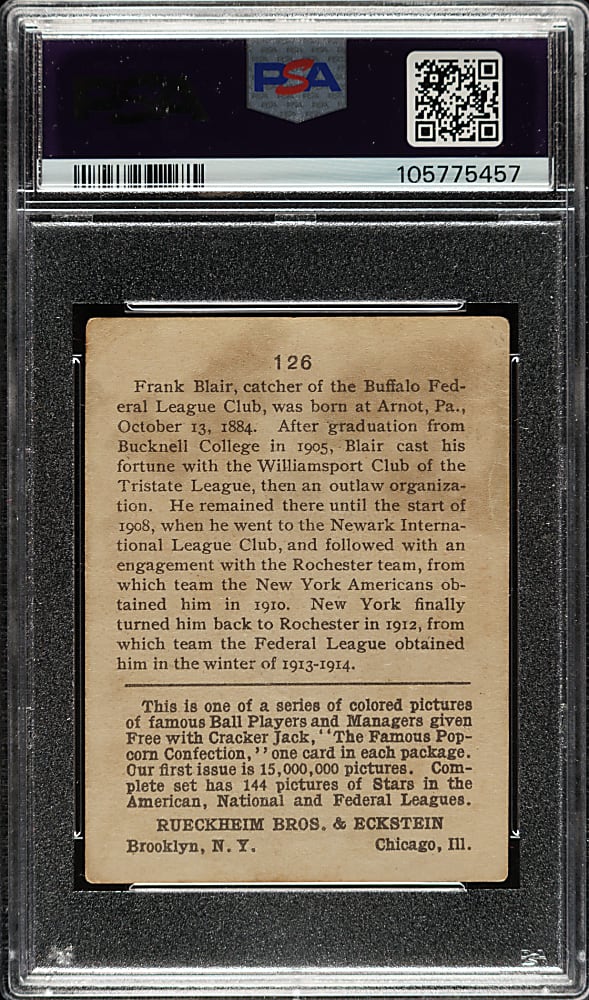 PSA
105775457
126
Frank Blair, catcher of the Buffalo Fed-
eral League Club, was born at Arnot, Pa.,
October 13, 1884. After graduation from
Bucknell College in 1905, Blair cast his
fortune with the Williamsport Club of the
Tristate League, then an outlaw organiza-
tion. He remained there until the start of
1908, when he went to the Newark Interna-
tional League Club, and followed with an
engagement with the Rochester team, from
which team the New York Americans ob-
tained him in 1910. New York finally
turned him back to Rochester in 1912, from
which team the Federal League obtained
him in the winter of 1913-1914.
This is one of a series of colored pictures
of famous Ball Players and Managers given
Free with Cracker Jack, "The Famous Pop-
corn Confection," one card in each package.
Our first issue is 15,000,000 pictures. Com-
plete set has 144 pictures of Stars in the
American, National and Federal Leagues.
RUECKHEIM BROS. & ECKSTEIN
Brooklyn, N. Y. Chicago, Ill.